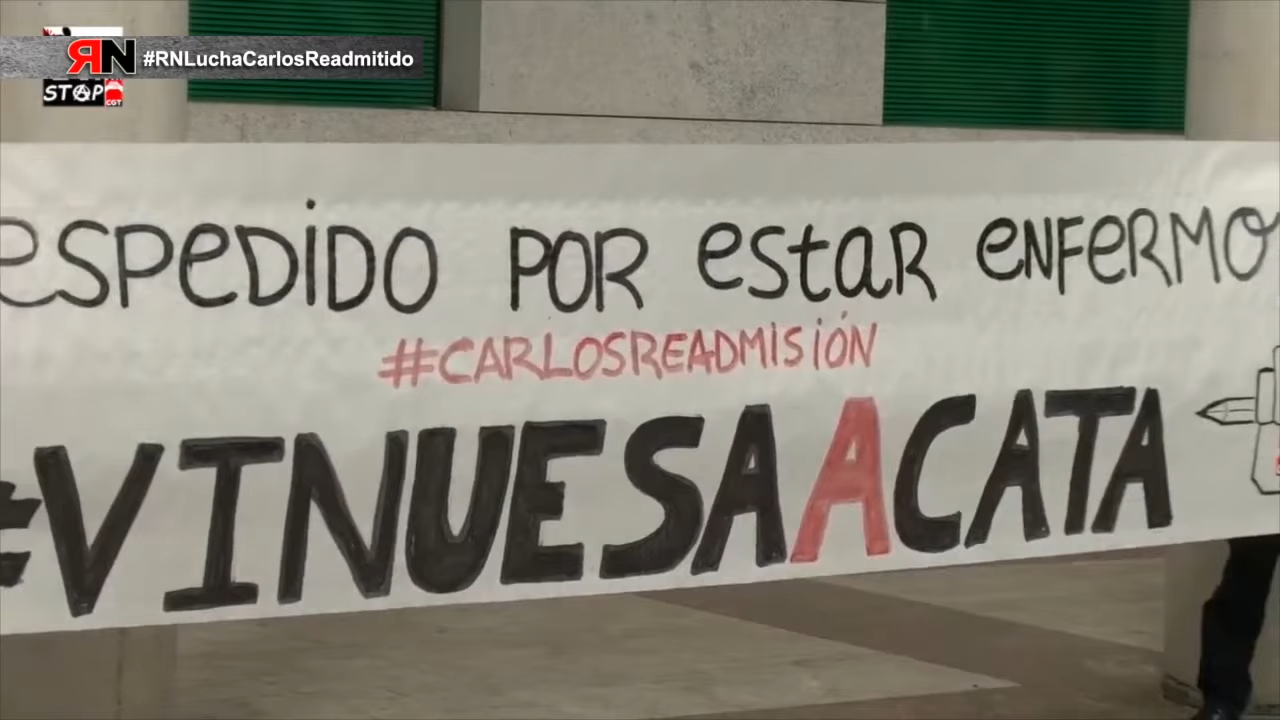 RN #RNLuchaCarlosReadmitido
STOP CGT
ESPEDIDO POR ESTAR ENFERMO
#CARLOSREADMISIÓN
#VINUESAACATA